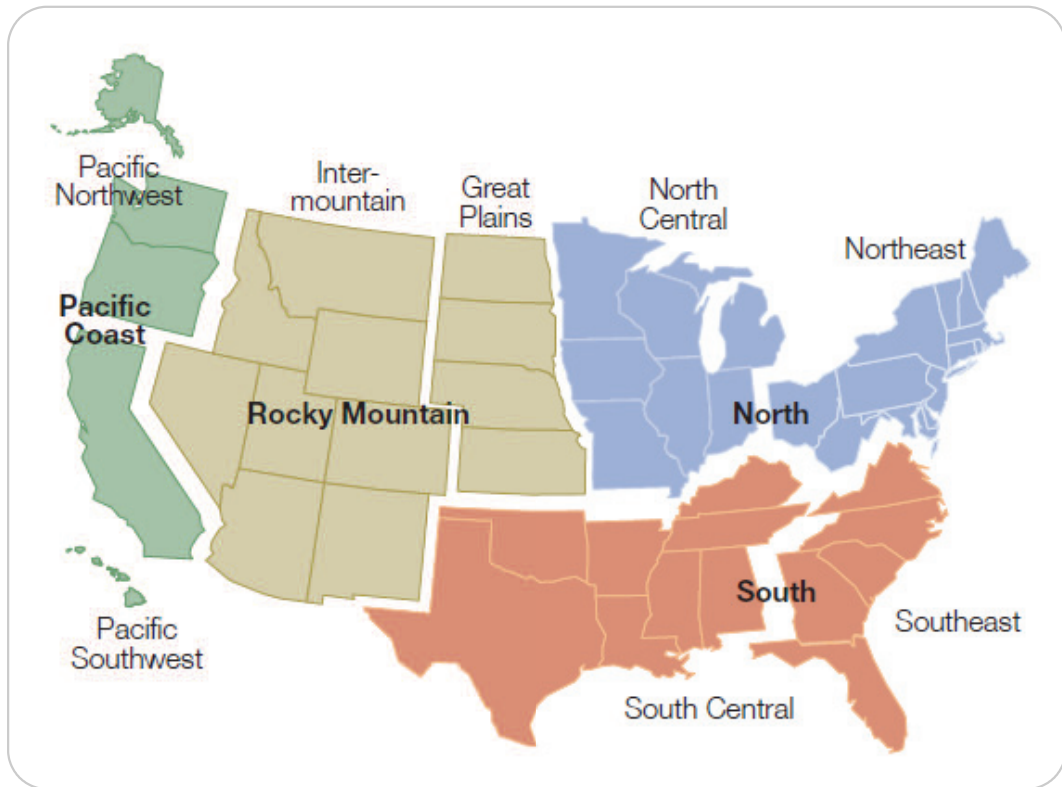 Pacific
Northwest
Inter-
mountain
Great
Plains
North
Central
Northeast
Pacific
Coast
Rocky Mountain
North
South
Southeast
Pacific
Southwest
South Central